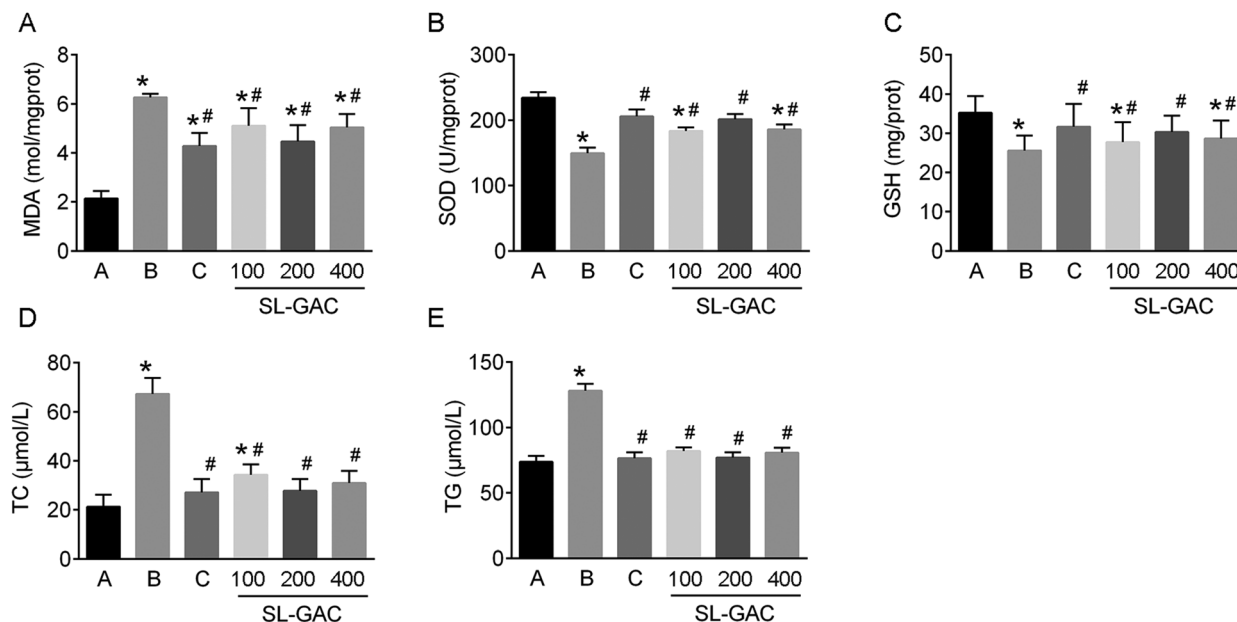 A
MDA (mol/mgprot)
8
6
4
2
0
* *# *# *# *#
A B C 100 200 400
SL-GAC
B
SOD (U/mgprot)
300
200
100
0
* # *# # *#
A B C 100 200 400
SL-GAC
C
GSH (mg/prot)
50
40
30
20
10
0
* # *# # *#
A B C 100 200 400
SL-GAC
D
TC (μmol/L)
80
60
40
20
0
* # *# # #
A B C 100 200 400
SL-GAC
E
TG (μmol/L)
150
100
50
0
* # # # #
A B C 100 200 400
SL-GAC